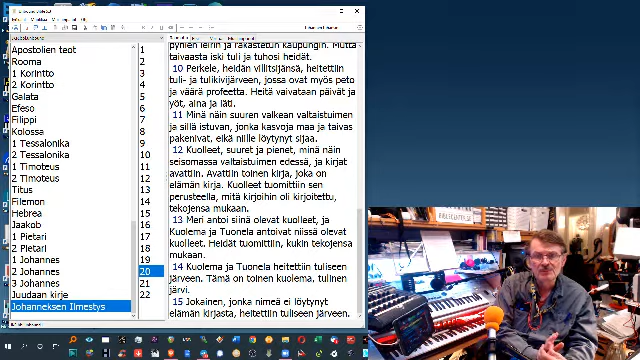 Apostolien teot
Rooma
1 Korintto
2 Korintto
Galata
Efeso
Filippi
Kolossa
1 Tessalonika
2 Tessalonika
1 Timoteus
2 Timoteus
Titus
Filemon
Hebrea
Jaakob
1 Pietari
2 Pietari
1 Johannes
2 Johannes
3 Johannes
Juudaan kirje
Johanneksen Ilmestys
1
2
3
4
5
6
7
8
9
10
11
12
13
14
15
16
17
18
19
20
21
22
pyhien leirin ja rakastetun kaupungin. Mutta
taivaasta iski tuli ja tuhosi heidät.
10 Perkele, heidän villitsijänsä, heitettiin
tuli- ja tulikivijärveen, jossa ovat myös peto
ja väärä profeetta. Heitä vaivataan päivät ja
yöt, aina ja iäti.
11 Minä näin suuren valkean valtaistuimen
ja sillä istuvan, jonka kasvoja maa ja taivas
pakenivat, eikä niille löytynyt sijaa.
12 Kuolleet, suuret ja pienet, minä näin
seisomassa valtaistuimen edessä, ja kirjat
avattiin. Avattiin toinen kirja, joka on
elämän kirja. Kuolleet tuomittiin sen
perusteella, mitä kirjoihin oli kirjoitettu,
tekojensa mukaan.
13 Meri antoi siinä olevat kuolleet, ja
Kuolema ja Tuonela antoivat niissä olevat
kuolleet. Heidät tuomittiin, kukin tekojensa
mukaan.
14 Kuolema ja Tuonela heitettiin tuliseen
järveen. Tämä on toinen kuolema, tulinen
järvi.
15 Jokainen, jonka nimeä ei löytynyt
elämän kirjasta, heitettiin tuliseen järveen.